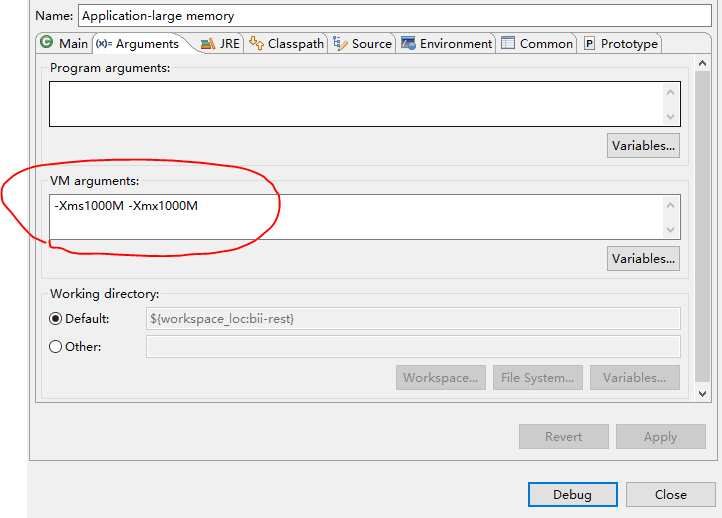 Name: Application-large memory
Main (x)= Arguments JRE Classpath Source Environment Common P Prototype
Program arguments:
Variables...
VM arguments:
-Xms1000M -Xmx1000M
Variables...
Working directory:
Default: ${workspace_loc:bii-rest}
Other:
Workspace... File System... Variables...
Revert Apply
Debug Close